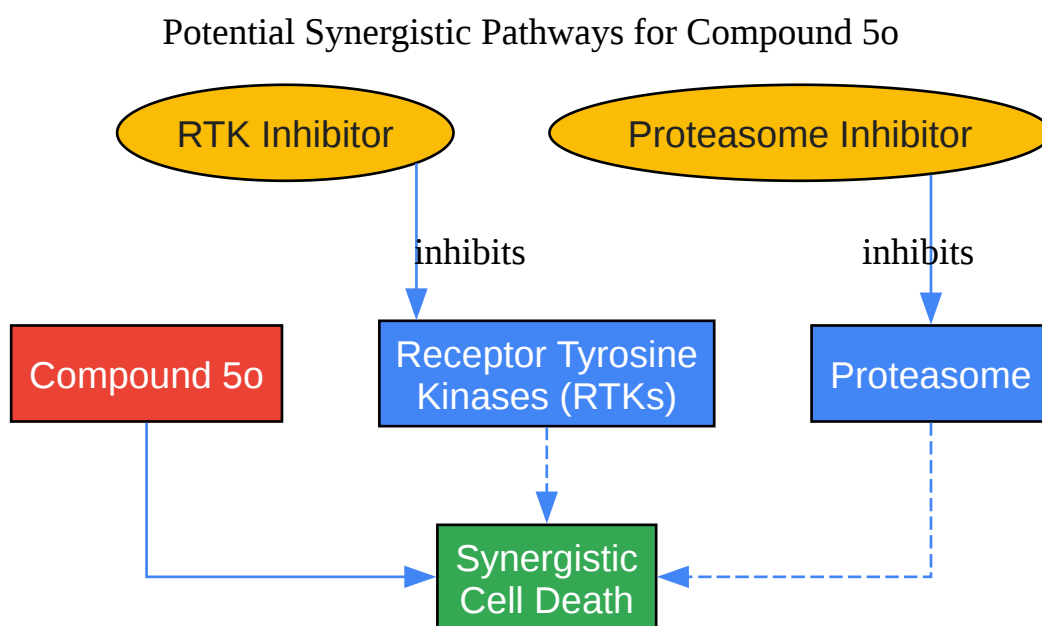 Potential Synergistic Pathways for Compound 5o
RTK Inhibitor
Proteasome Inhibitor
inhibits
inhibits
Compound 5o
Receptor Tyrosine
Kinases (RTKs)
Proteasome
Synergistic
Cell Death